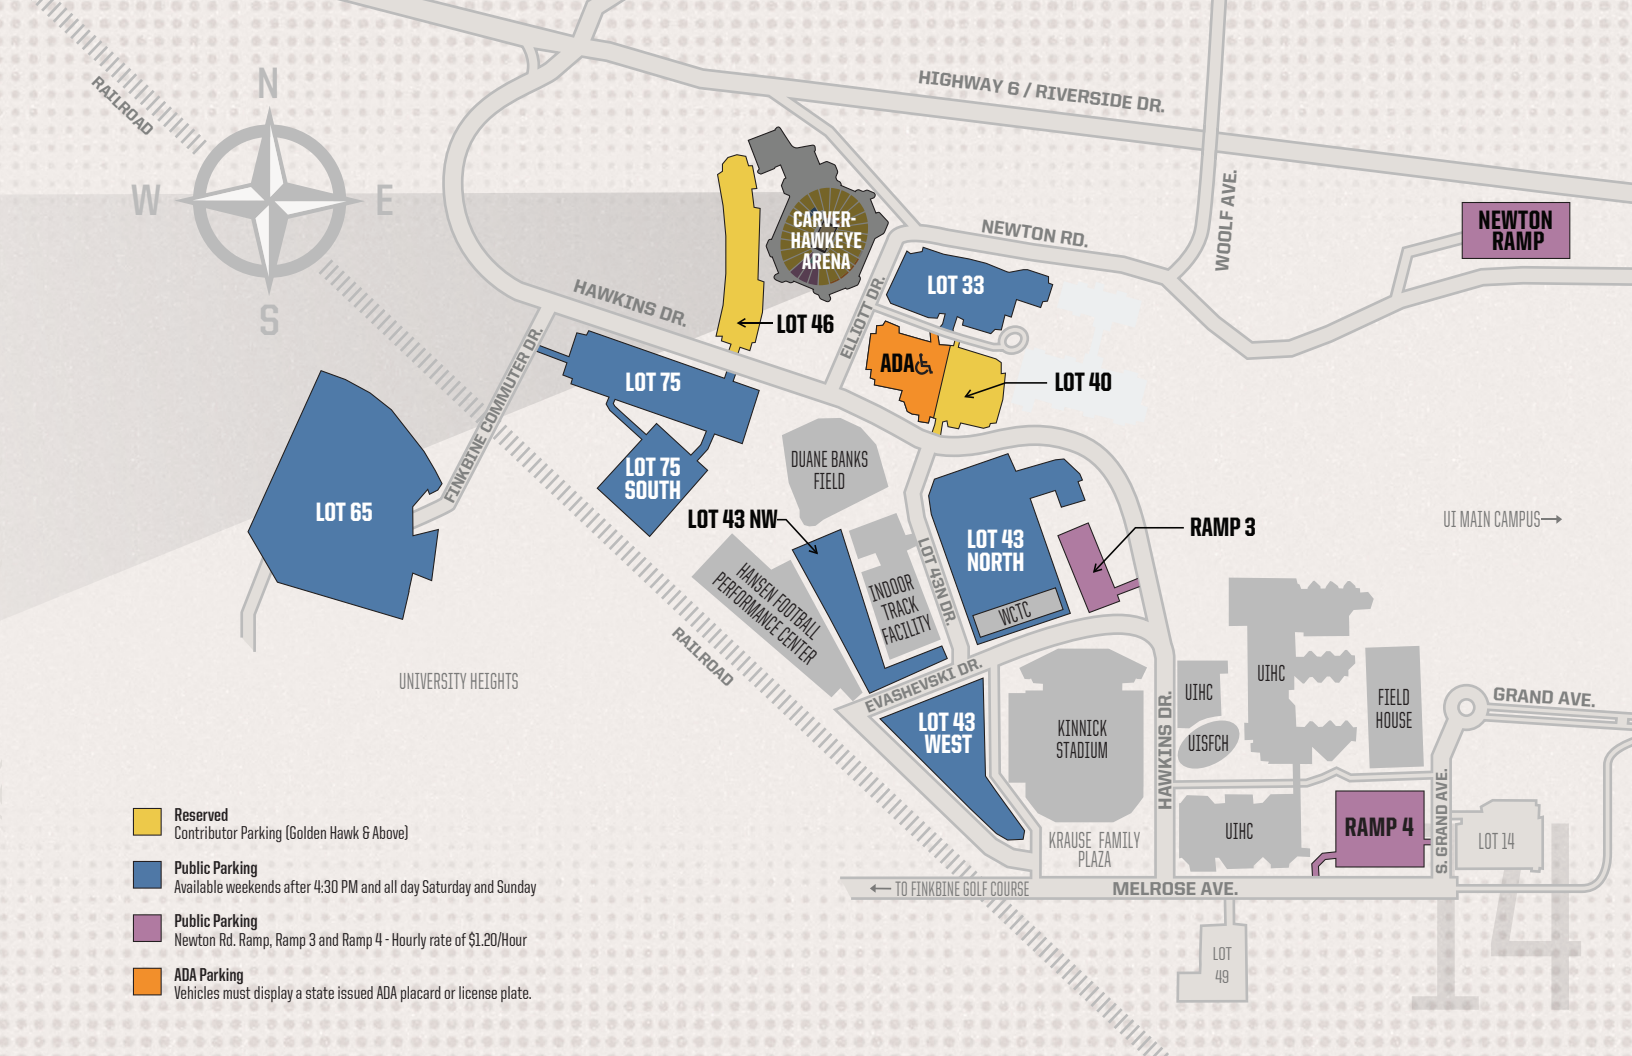 N
W
E
S
RAILROAD
HIGHWAY 6 / RIVERSIDE DR.
WOOLF AVE.
NEWTON
RAMP
NEWTON RD.
CARVER-
HAWKEYE
ARENA
LOT 33
ELLIOTT DR.
HAWKINS DR.
LOT 46
ADA
LOT 40
LOT 75
FINKBINE COMMUTER DR.
LOT 75
SOUTH
LOT 65
DUANE BANKS
FIELD
LOT 43 NW
LOT 43N DR.
LOT 43
NORTH
RAMP 3
UI MAIN CAMPUS
HANSEN FOOTBALL
PERFORMANCE CENTER
INDOOR
TRACK
FACILITY
WCTC
RAILROAD
UNIVERSITY HEIGHTS
EVASHEVSKI DR.
LOT 43
WEST
KINNICK
STADIUM
HAWKINS DR.
UIHC
UIHC
UISFCH
FIELD
HOUSE
GRAND AVE.
S. GRAND AVE.
UIHC
RAMP 4
LOT 14
KRAUSE FAMILY
PLAZA
TO FINKBINE GOLF COURSE
MELROSE AVE.
LOT
49
14
Reserved
Contributor Parking (Golden Hawk & Above)
Public Parking
Available weekends after 4:30 PM and all day Saturday and Sunday
Public Parking
Newton Rd. Ramp, Ramp 3 and Ramp 4 - Hourly rate of $1.20/Hour
ADA Parking
Vehicles must display a state issued ADA placard or license plate.